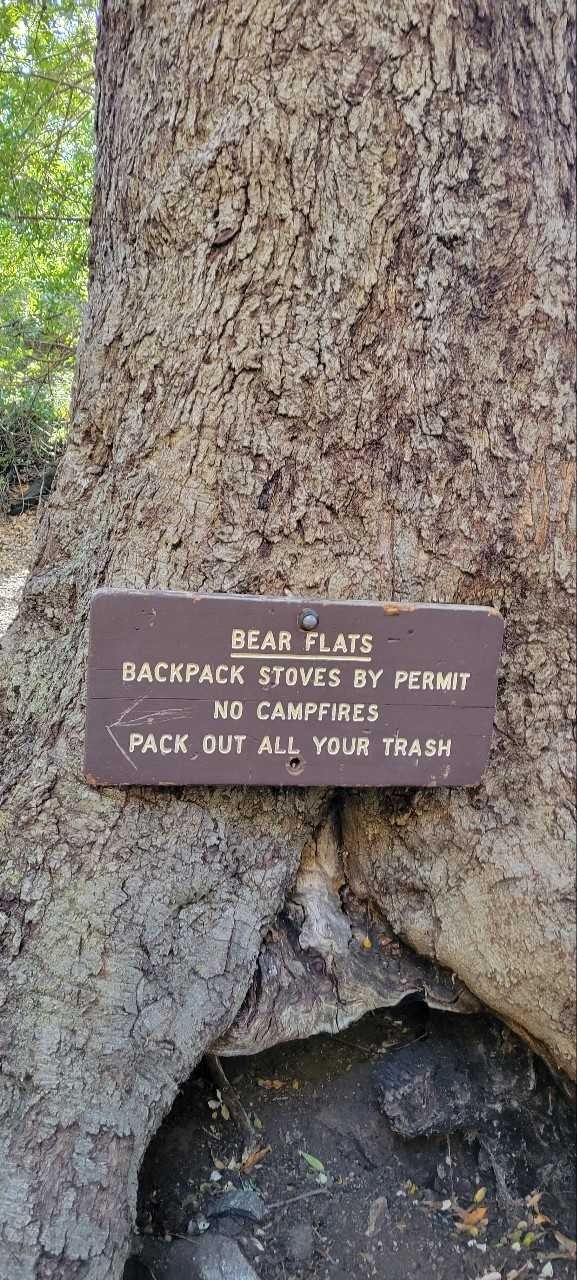 BEAR FLATS
BACKPACK STOVES BY PERMIT
NO CAMPFIRES
PACK OUT ALL YOUR TRASH